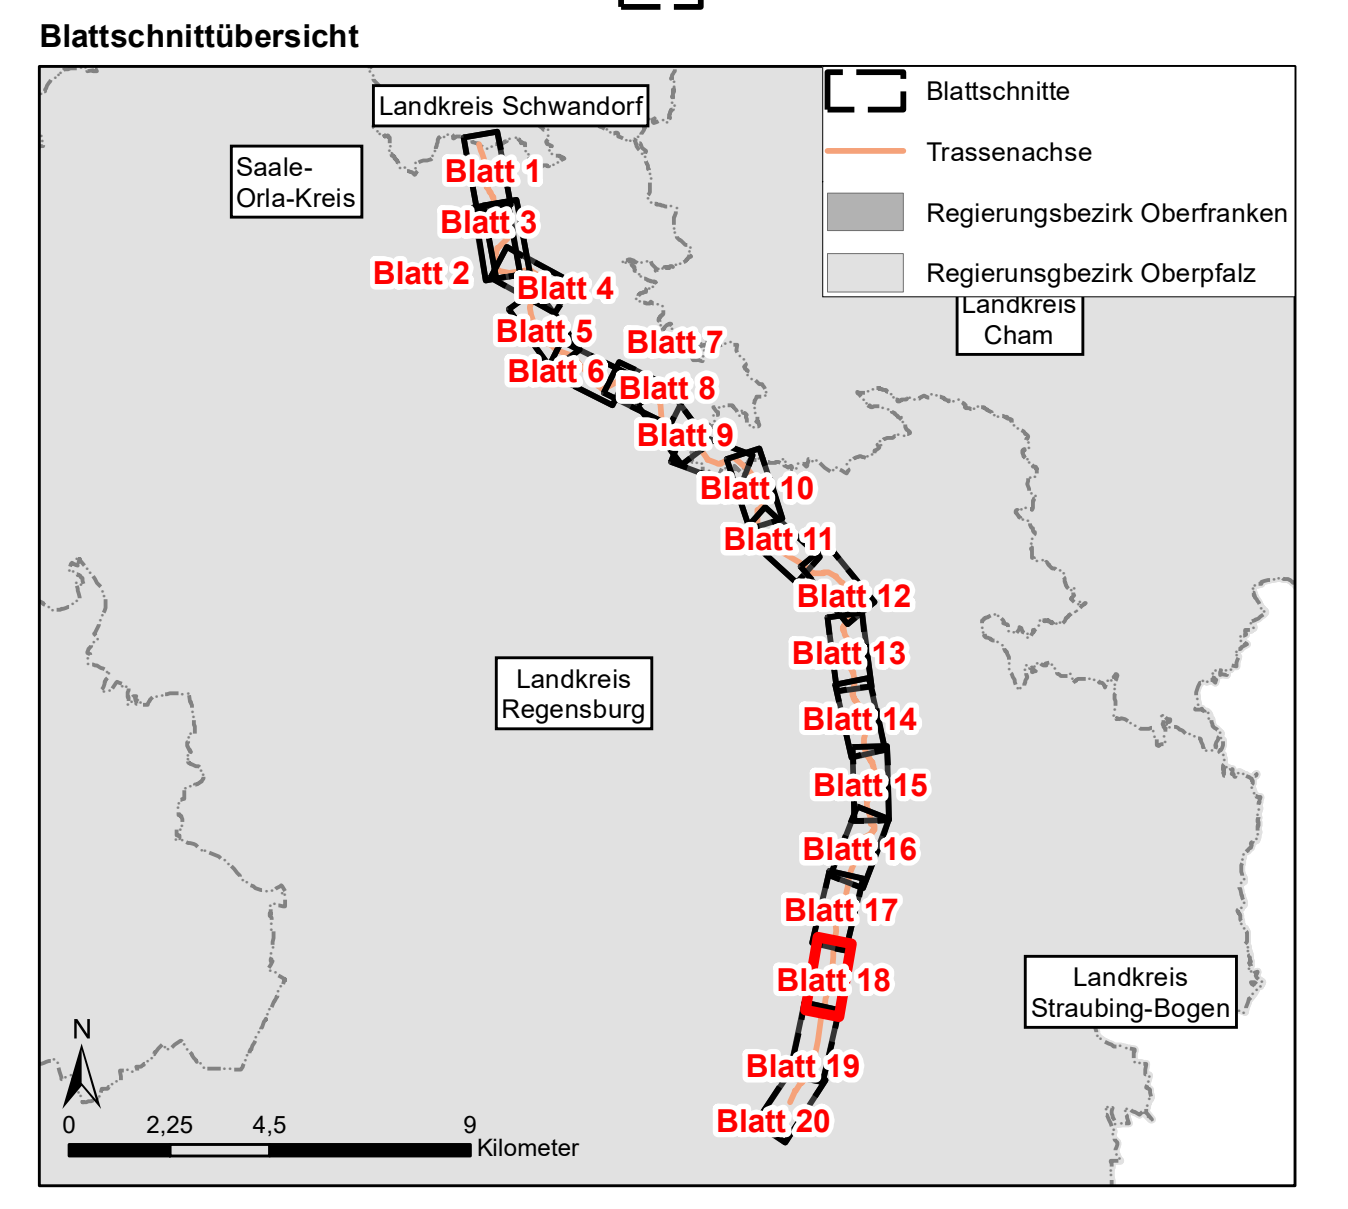 Blattschnittübersicht
Landkreis Schwandorf
Saale-
Orla-Kreis
Blattschnitte
Trassenachse
Regierungsbezirk Oberfranken
Regierunsgbezirk Oberpfalz
Landkreis
Cham
Blatt 1
Blatt 3
Blatt 2
Blatt 4
Blatt 5
Blatt 7
Blatt 6
Blatt 8
Blatt 9
Blatt 10
Blatt 11
Blatt 12
Blatt 13
Landkreis
Regensburg
Blatt 14
Blatt 15
Blatt 16
Blatt 17
Blatt 18
Landkreis
Straubing-Bogen
Blatt 19
Blatt 20
N
0 2,25 4,5 9
Kilometer